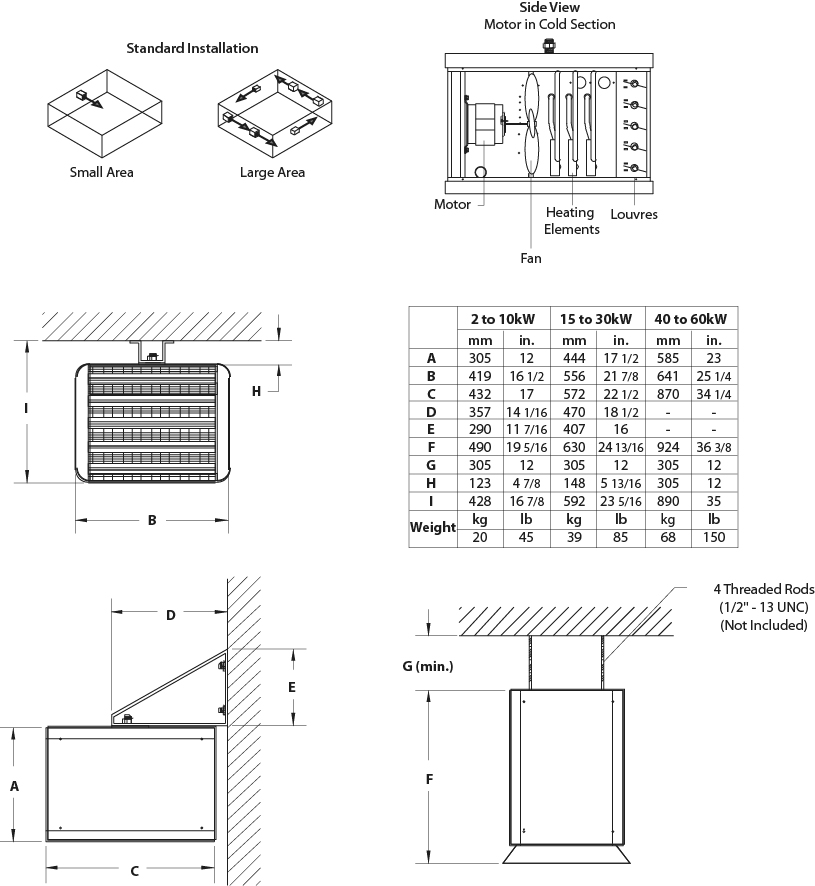 Side View
Motor in Cold Section
Standard Installation
Small Area
Large Area
Motor
Heating
Elements
Louvres
Fan
H
I
B
2 to 10kW 15 to 30kW 40 to 60kW
mm in. mm in. mm in.
A 305 12 444 17 1/2 585 23
B 419 16 1/2 556 21 7/8 641 25 1/4
C 432 17 572 22 1/2 870 34 1/4
D 357 14 1/16 470 18 1/2 - -
E 290 11 7/16 407 16 - -
F 490 19 5/16 630 24 13/16 924 36 3/8
G 305 12 305 12 305 12
H 123 4 7/8 148 5 13/16 305 12
I 428 16 7/8 592 23 5/16 890 35
Weight kg lb kg lb kg lb
20 45 39 85 68 150
D
E
A
C
4 Threaded Rods
(1/2" - 13 UNC)
(Not Included)
G (min.)
F